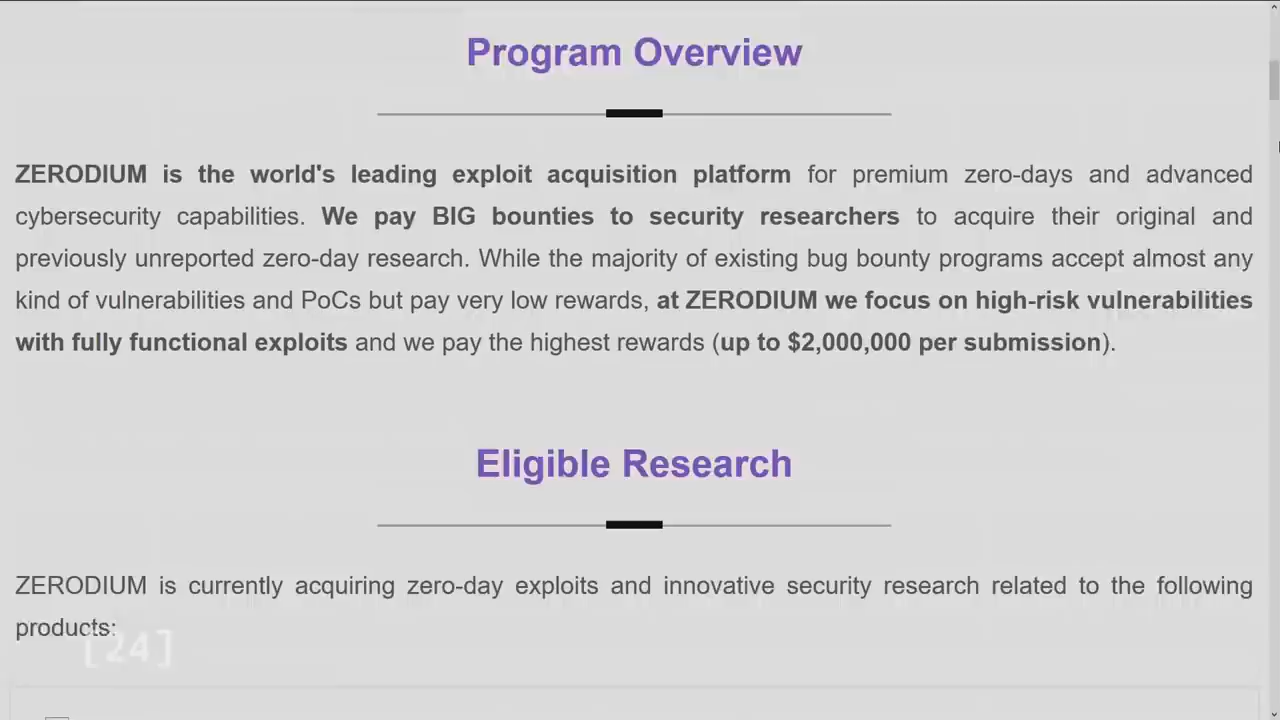 Program Overview
ZERODIUM is the world's leading exploit acquisition platform for premium zero-days and advanced
cybersecurity capabilities. We pay BIG bounties to security researchers to acquire their original and
previously unreported zero-day research. While the majority of existing bug bounty programs accept almost any
kind of vulnerabilities and PoCs but pay very low rewards, at ZERODIUM we focus on high-risk vulnerabilities
with fully functional exploits and we pay the highest rewards (up to $2,000,000 per submission).
Eligible Research
ZERODIUM is currently acquiring zero-day exploits and innovative security research related to the following
products:
[24]